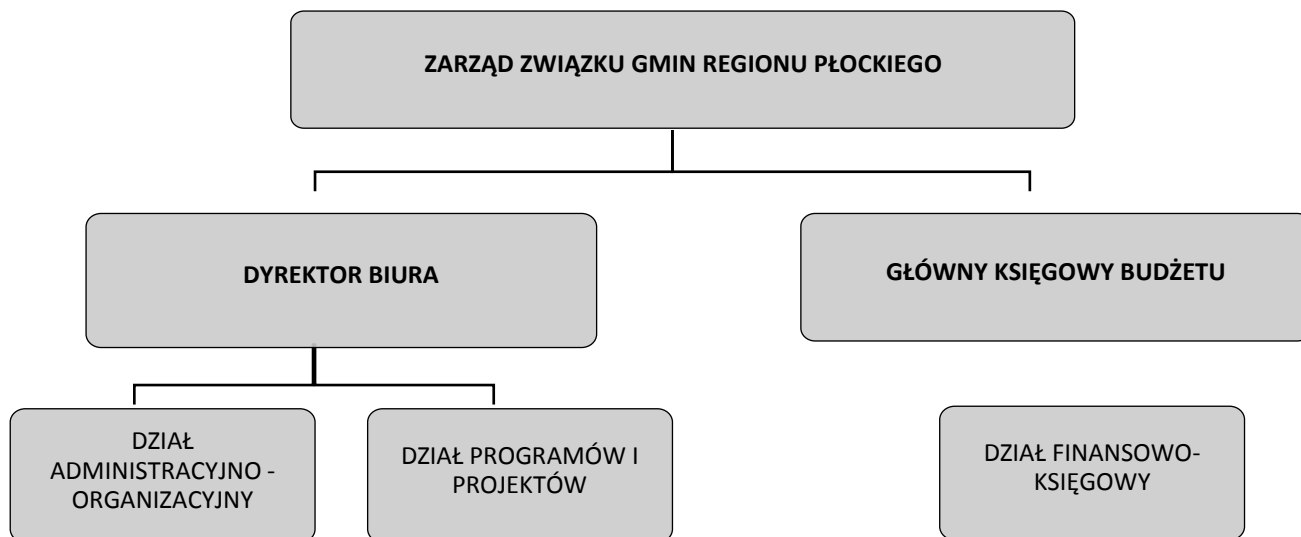 ZARZĄD ZWIĄZKU GMIN REGIONU PŁOCKIEGO
DYREKTOR BIURA
GŁÓWNY KSIĘGOWY BUDŻETU
DZIAŁ
ADMINISTRACYJNO -
ORGANIZACYJNY
DZIAŁ PROGRAMÓW I
PROJEKTÓW
DZIAŁ FINANSOWO-
KSIĘGOWY